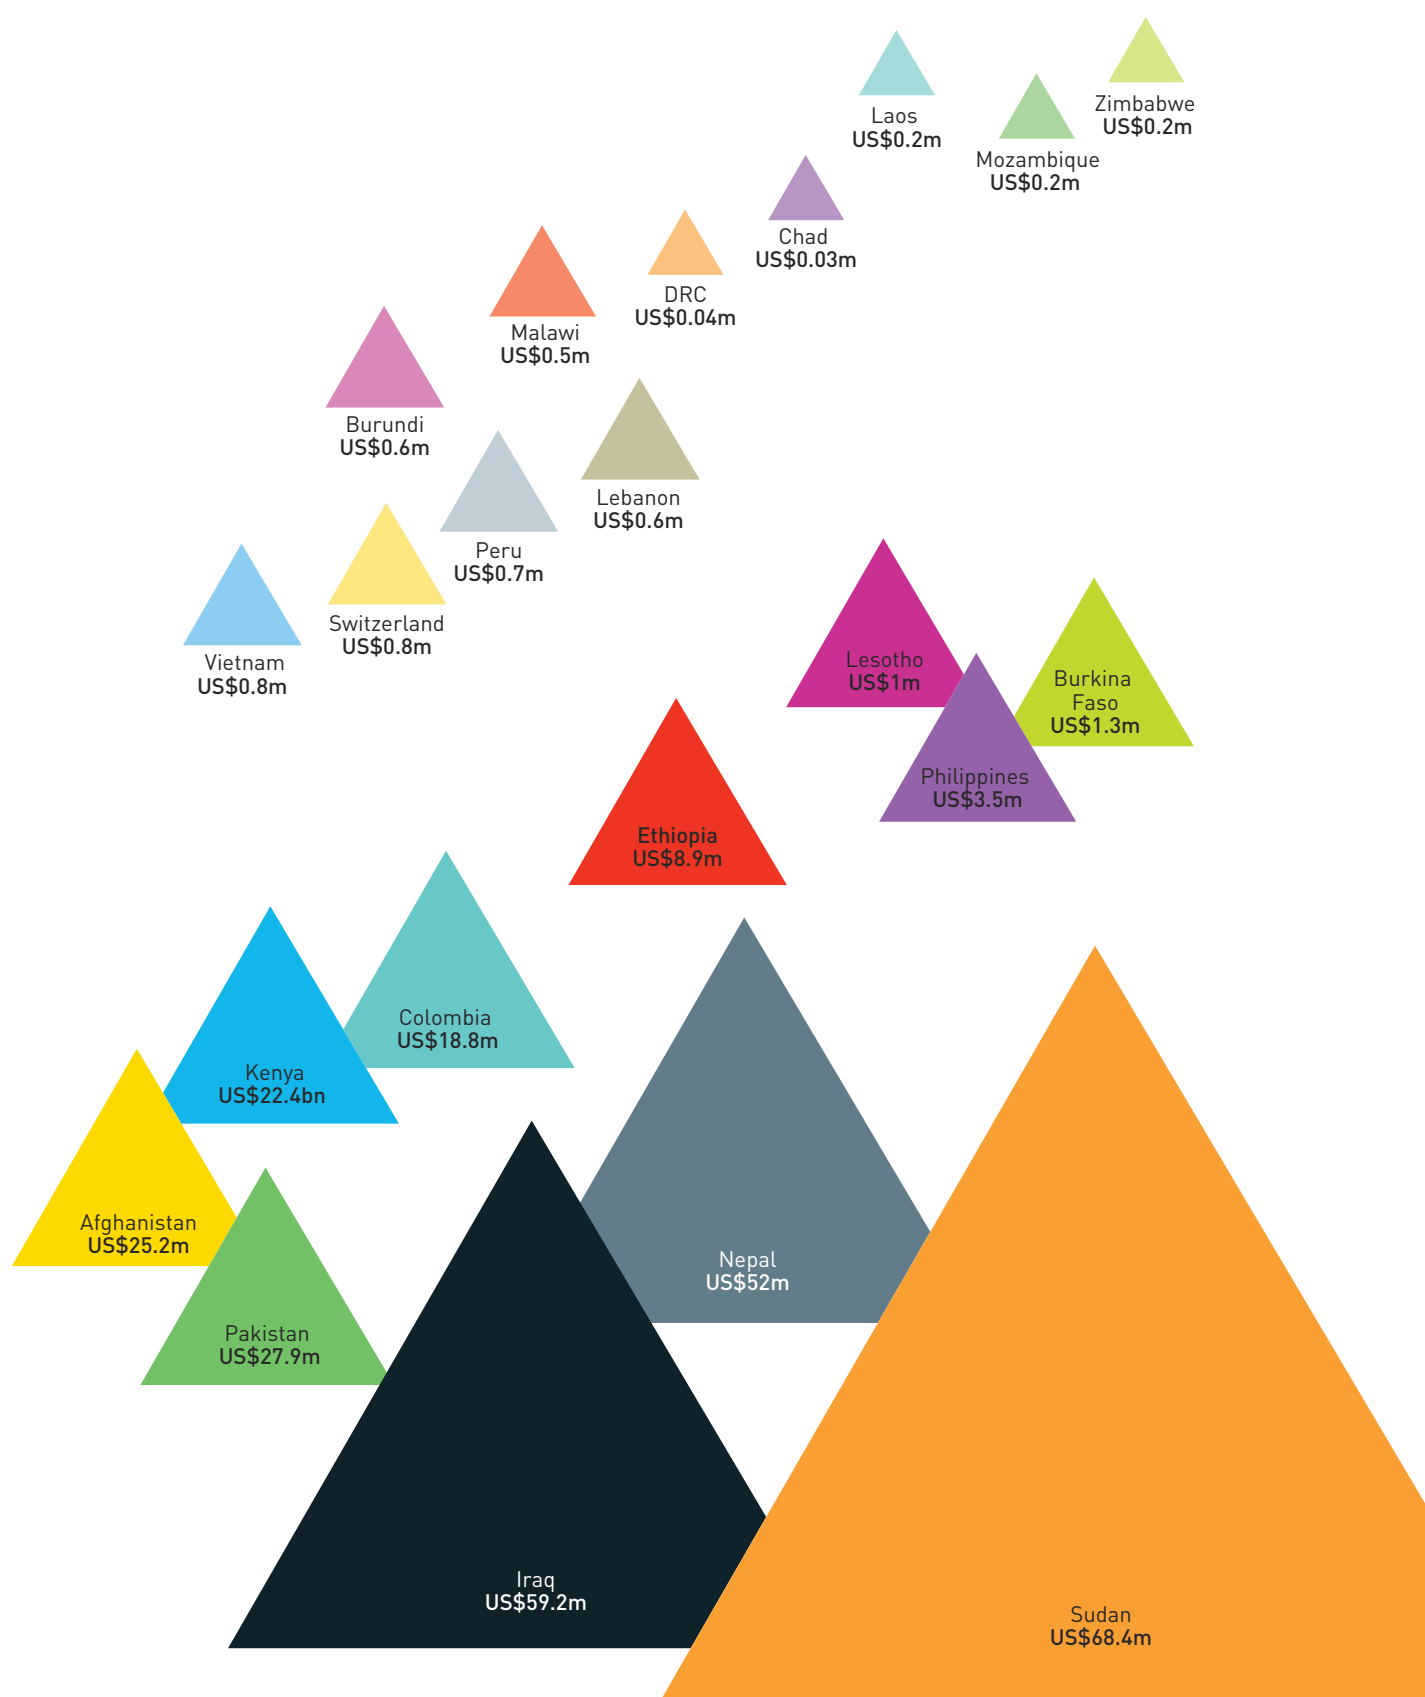 Zimbabwe
US$0.2m
Laos
US$0.2m
Mozambique
US$0.2m
Chad
US$0.03m
DRC
US$0.04m
Malawi
US$0.5m
Burundi
US$0.6m
Lebanon
US$0.6m
Peru
US$0.7m
Switzerland
US$0.8m
Vietnam
US$0.8m
Lesotho
US$1m
Burkina
Faso
US$1.3m
Philippines
US$3.5m
Ethiopia
US$8.9m
Colombia
US$18.8m
Kenya
US$22.4bn
Afghanistan
US$25.2m
Nepal
US$52m
Pakistan
US$27.9m
Iraq
US$59.2m
Sudan
US$68.4m